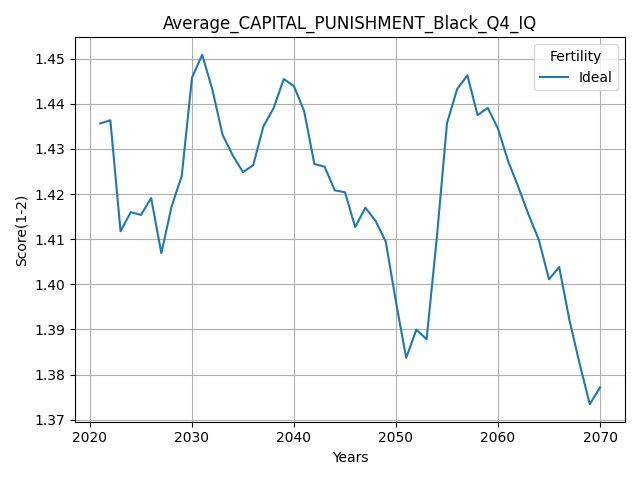 Average_CAPITAL_PUNISHMENT_Black_Q4_IQ
Fertility
Ideal
1.45
1.44
1.43
1.42
1.41
1.40
1.39
1.38
1.37
Score(1-2)
2020 2030 2040 2050 2060 2070
Years